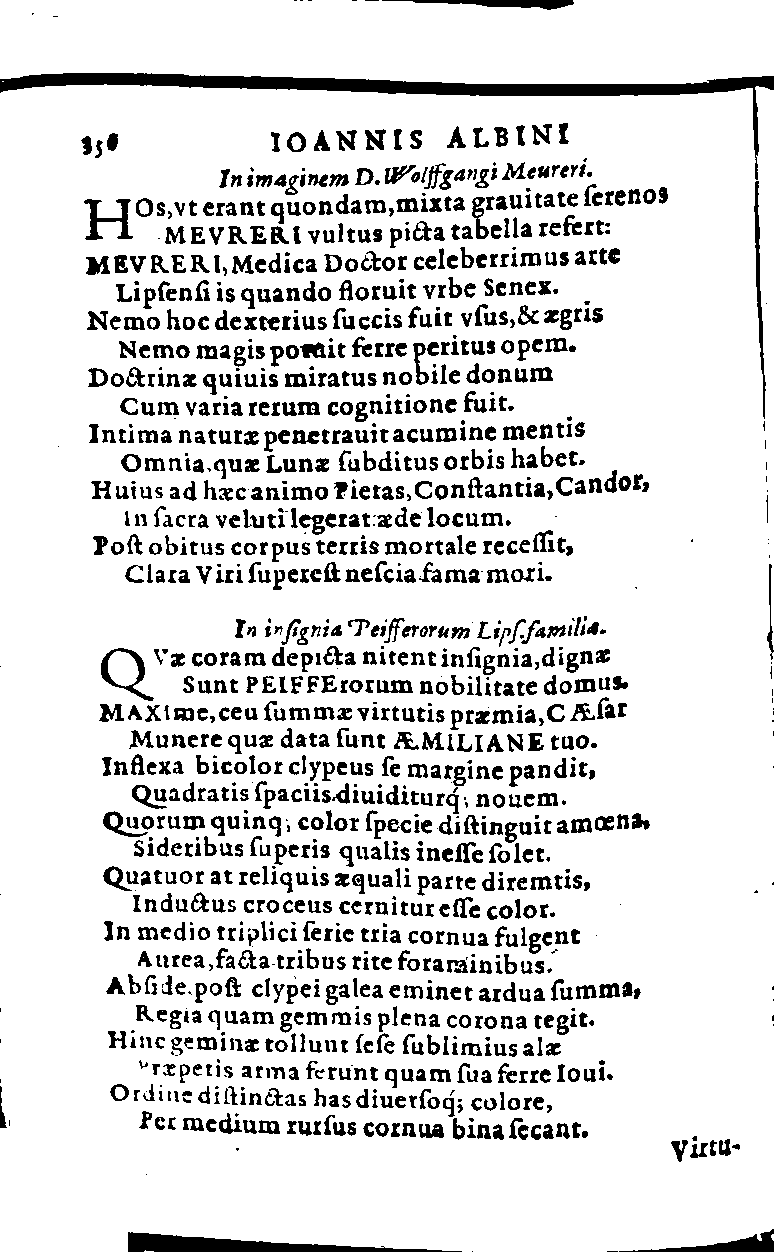 356 IOANNIS ALBINI
In imaginem D. Wolffgangi Meureri.
HOs,vt erant quondam,mixta grauitate ſerenos
MEVRERI vultus picta tabella refert:
MEVRERI, Medica Doctor celeberrimus arte
Lipſenſi is quando floruit vrbe Senex.
Nemo hoc dexterius ſuccis fuit vſus,& ægris
Nemo magis potuit ferre peritus opem.
Doctrinæ quiuis miratus nobile donum
Cum varia rerum cognitione fuit.
Intima naturæ penetrauit acumine mentis
Omnia,quæ Lunæ ſubditus orbis habet.
Huius ad hæc animo Pietas,Conſtantia,Candor,
In ſacra veluti legerat æde locum.
Poſt obitus corpus terris mortale receſſit,
Clara Viri ſupereſt neſcia fama mori.
In inſignia Peifferorum Lipſ.familia.
QVæ coram depicta nitent inſignia,dignæ
Sunt PEIFFErorum nobilitate domus.
MAXIme,ceu ſummæ virtutis præmia,CÆſar
Munere quæ data ſunt ÆMILIANE tuo.
Inflexa bicolor clypeus ſe margine pandit,
Quadratis ſpaciis diuiditurq́; nouem.
Quorum quinq; color ſpecie diſtinguit amœna,
Sideribus ſuperis qualis ineſſe ſolet.
Quatuor at reliquis æquali parte diremtis,
Inductus croceus cernitur eſſe color.
In medio triplici ſerie tria cornua fulgent
Aurea,facta tribus rite foraminibus.
Abſide poſt clypei galea eminet ardua ſumma,
Regia quam gemmis plena corona tegit.
Hinc geminæ tollunt ſeſe ſublimius alæ
Præpetis arma ferunt quam ſua ferre Ioui.
Ordine diſtinctas has diuerſoq́; colore,
Per medium rurſus cornua bina ſecant.
Virtu-